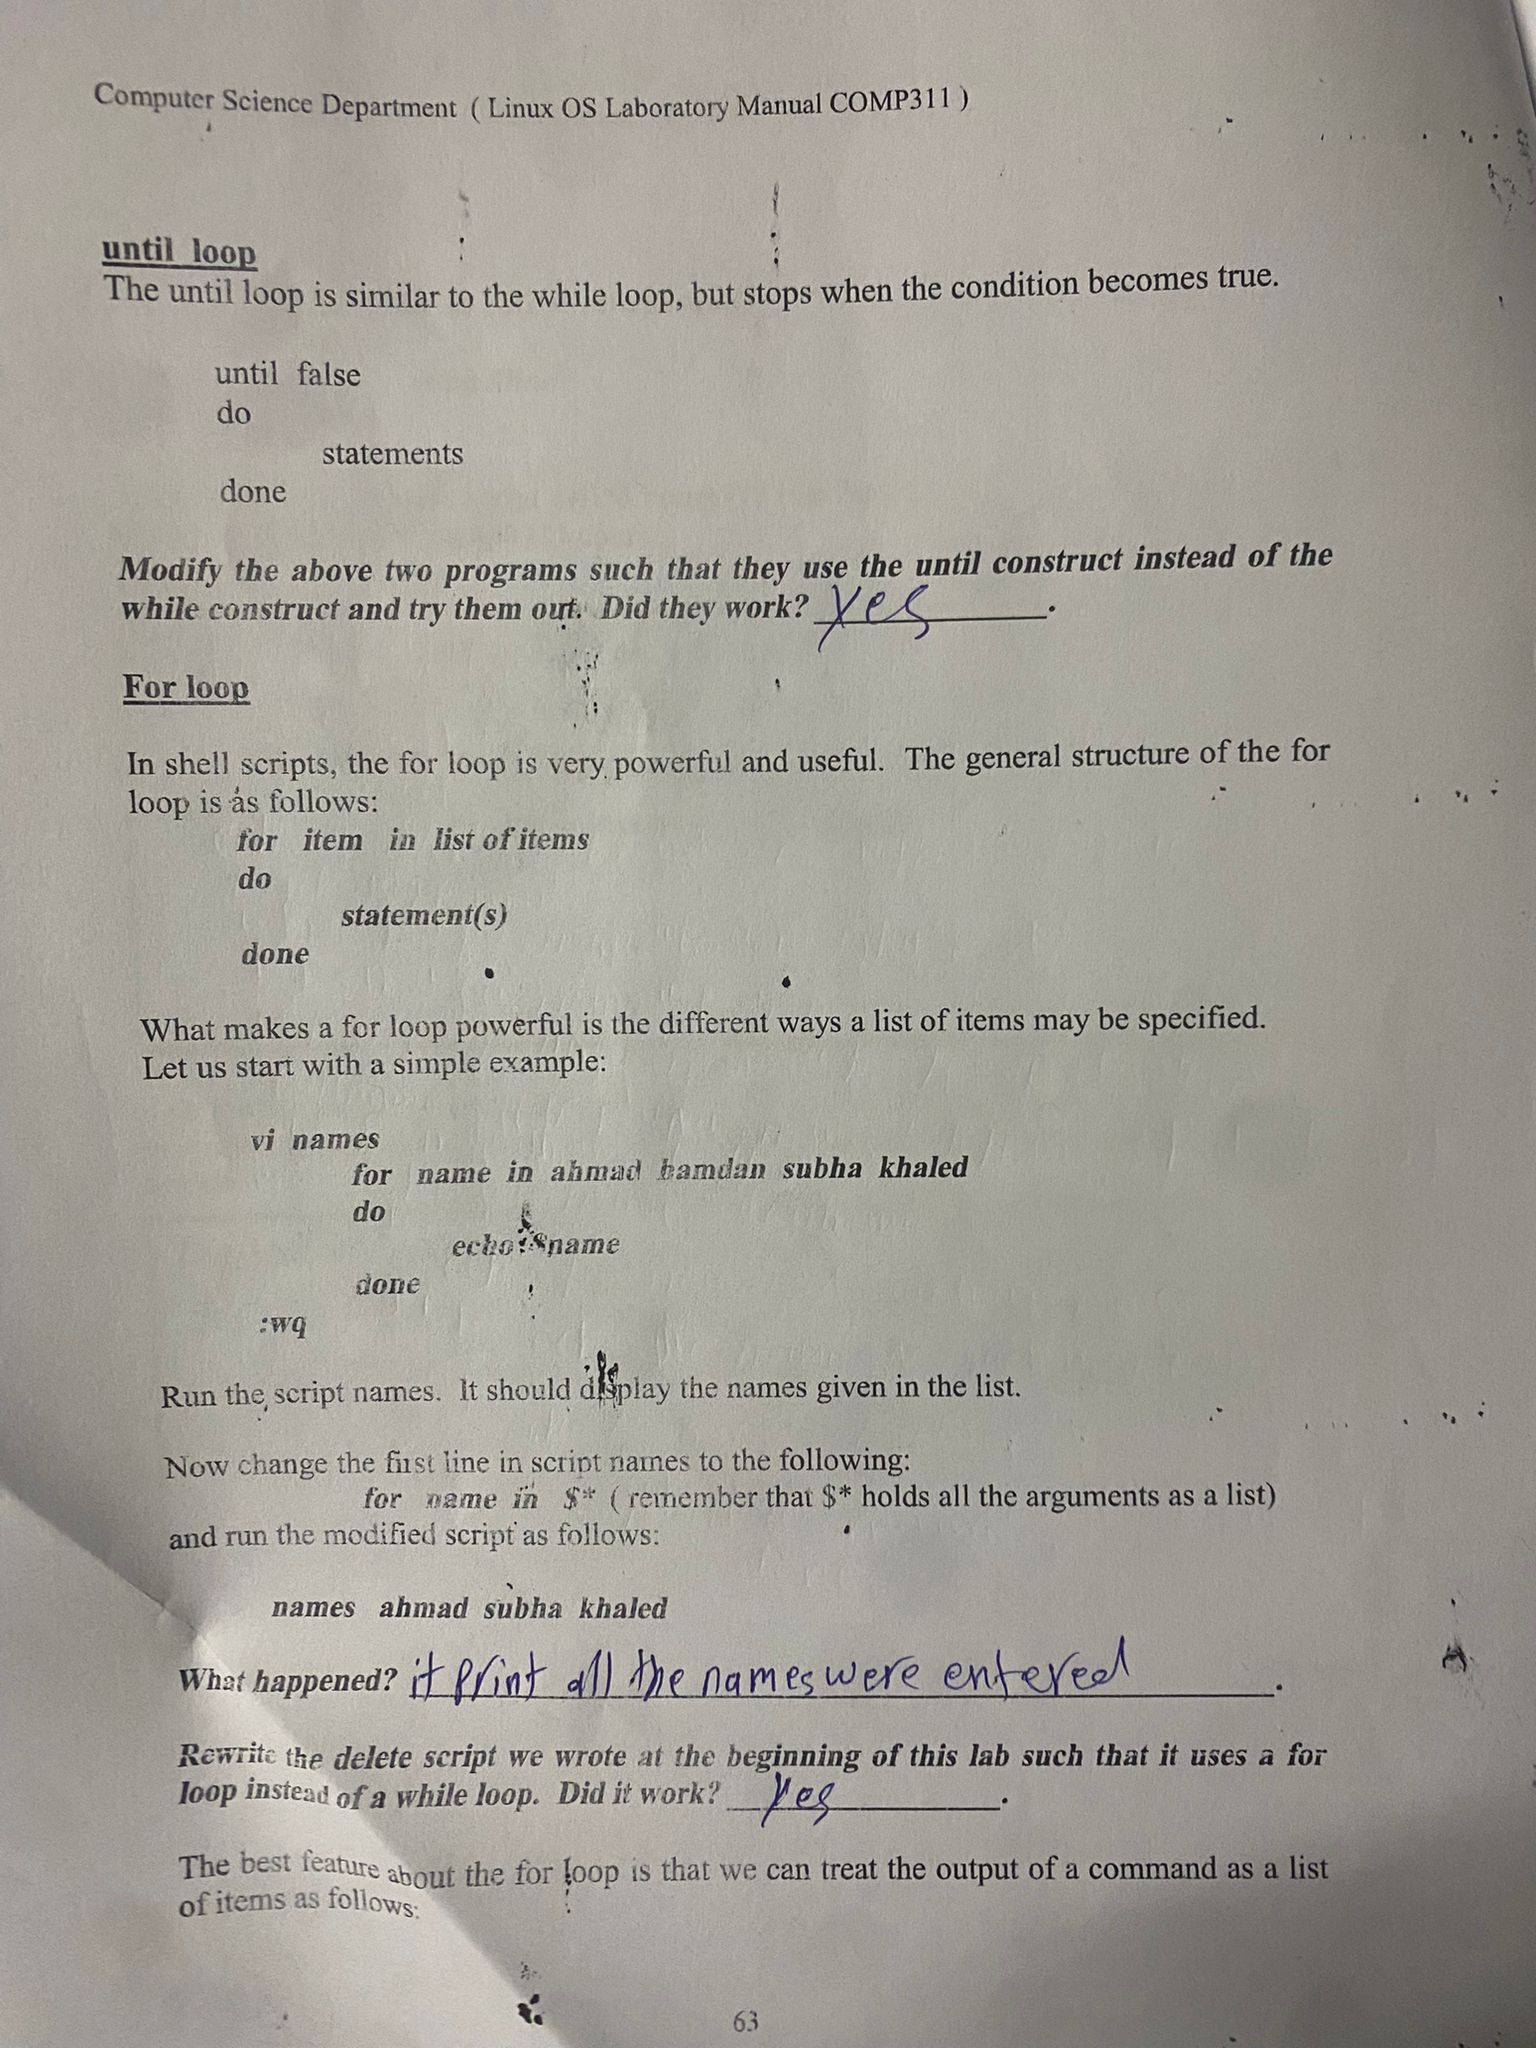 Computer Science Department ( Linux OS Laboratory Manual COMP311 )
until loop
The until loop is similar to the while loop, but stops when the condition becomes true.
until false
do
statements
done
Modify the above two programs such that they use the until construct instead of the
while construct and try them out. Did they work? Yes.
For loop
In shell scripts, the for loop is very powerful and useful. The general structure of the for
loop is as follows:
for item in list of items
do
statement(s)
done
What makes a for loop powerful is the different ways a list of items may be specified.
Let us start with a simple example:
vi names
for name in ahmad hamdan subha khaled
do
echo $name
done
:wq
Run the script names. It should display the names given in the list.
Now change the first line in script names to the following:
for name in $* ( remember that $* holds all the arguments as a list)
and run the modified script as follows:
names ahmad subha khaled
What happened? it print all the names were entered.
Rewrite the delete script we wrote at the beginning of this lab such that it uses a for
loop instead of a while loop. Did it work? Yes.
The best feature about the for loop is that we can treat the output of a command as a list
of items as follows:
63